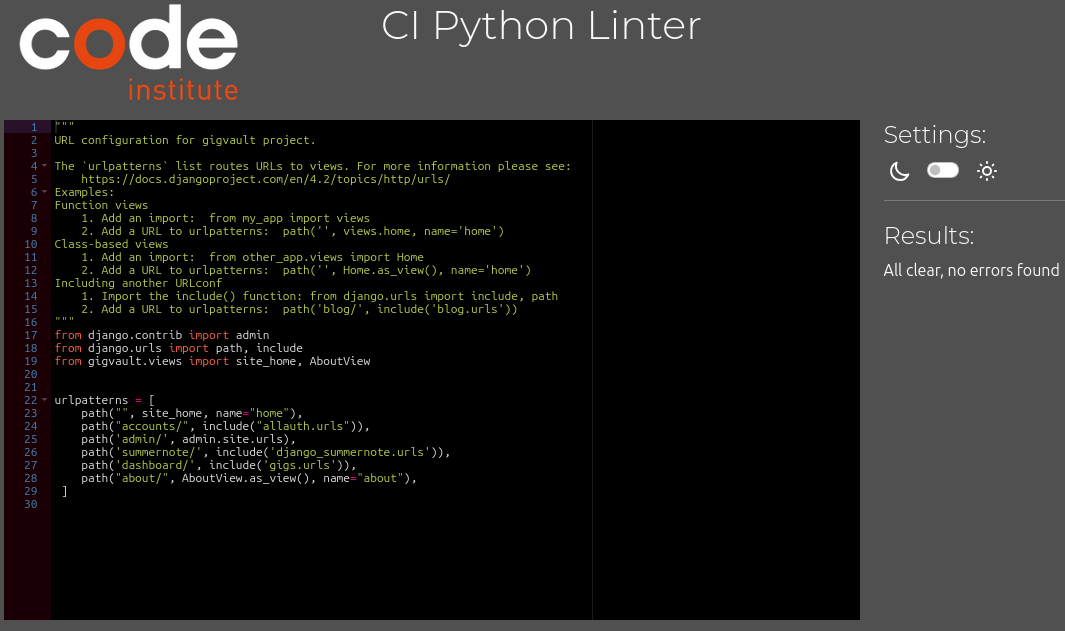 code
institute
CI Python Linter
1 """
2 URL configuration for gigvault project.
3
4 The `urlpatterns` list routes URLs to views. For more information please see:
5     https://docs.djangoproject.com/en/4.2/topics/http/urls/
6 Examples:
7 Function views
8     1. Add an import:  from my_app import views
9     2. Add a URL to urlpatterns:  path('', views.home, name='home')
10 Class-based views
11     1. Add an import:  from other_app.views import Home
12     2. Add a URL to urlpatterns:  path('', Home.as_view(), name='home')
13 Including another URLconf
14     1. Import the include() function: from django.urls import include, path
15     2. Add a URL to urlpatterns:  path('blog/', include('blog.urls'))
16 """
17 from django.contrib import admin
18 from django.urls import path, include
19 from gigvault.views import site_home, AboutView
20
21
22 urlpatterns = [
23     path("", site_home, name="home"),
24     path("accounts/", include("allauth.urls")),
25     path('admin/', admin.site.urls),
26     path('summernote/', include('django_summernote.urls')),
27     path('dashboard/', include('gigs.urls')),
28     path("about/", AboutView.as_view(), name="about"),
29  ]
30
Settings:
Results:
All clear, no errors found